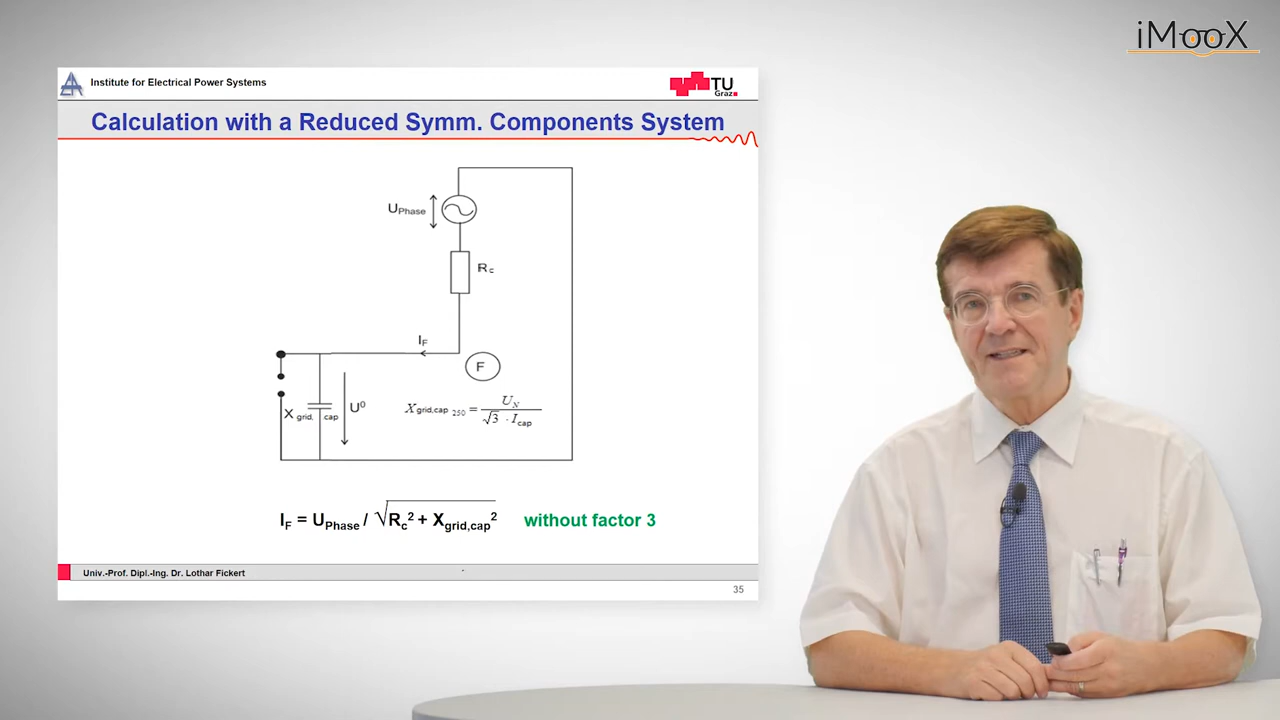 iMooX
Institute for Electrical Power Systems
TU
Graz
Calculation with a Reduced Symm. Components System
UPhase
Rc
IF
F
X grid, cap
U0
Xgrid,cap 250 = UN / √3 · Icap
IF = UPhase / √Rc2 + Xgrid,cap2 without factor 3
Univ.-Prof. Dipl.-Ing. Dr. Lothar Fickert
35